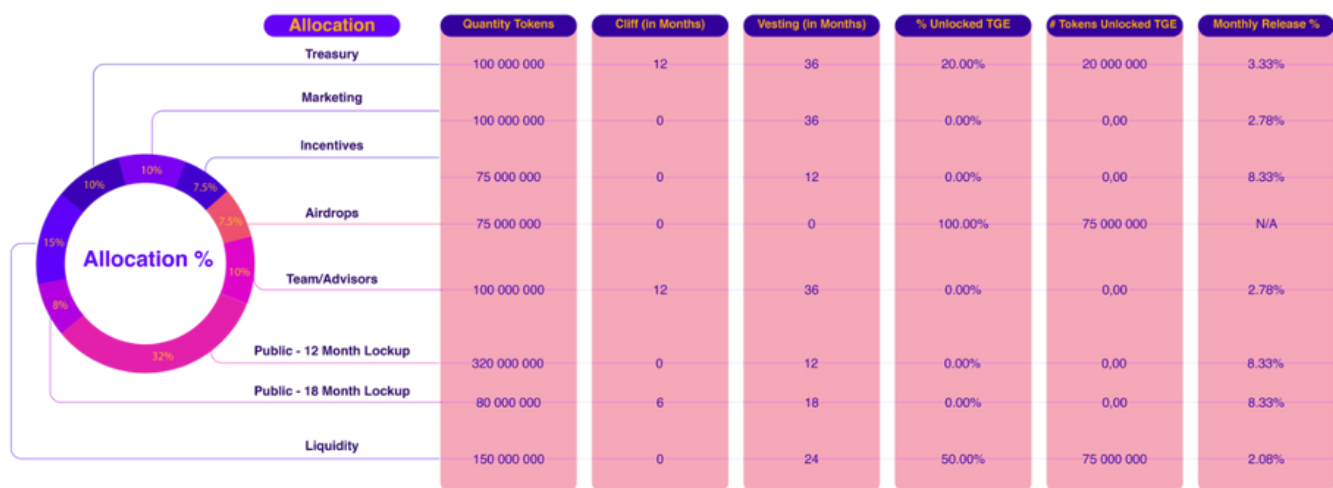 Allocation Quantity Tokens Cliff (in Months) Vesting (in Months) % Unlocked TGE # Tokens Unlocked TGE Monthly Release %
Treasury 100 000 000 12 36 20.00% 20 000 000 3.33%
Marketing 100 000 000 0 36 0.00% 0,00 2.78%
Incentives 75 000 000 0 12 0.00% 0,00 8.33%
Airdrops 75 000 000 0 0 100.00% 75 000 000 N/A
Team/Advisors 100 000 000 12 36 0.00% 0,00 2.78%
Public - 12 Month Lockup 320 000 000 0 12 0.00% 0,00 8.33%
Public - 18 Month Lockup 80 000 000 6 18 0.00% 0,00 8.33%
Liquidity 150 000 000 0 24 50.00% 75 000 000 2.08%
Allocation %
10%
10%
7.5%
7.5%
10%
32%
8%
15%